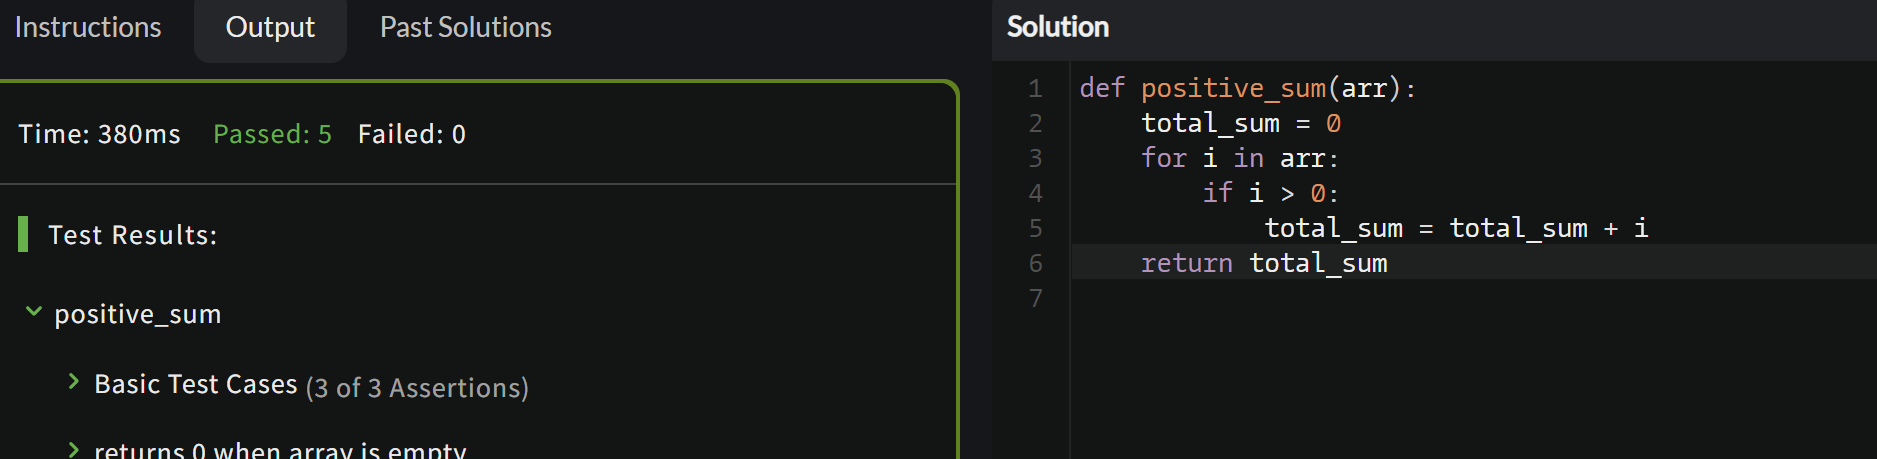 Instructions
Output
Past Solutions
Time: 380ms Passed: 5 Failed: 0
Test Results:
positive_sum
Basic Test Cases (3 of 3 Assertions)
returns 0 when array is empty
Solution
1 def positive_sum(arr):
2     total_sum = 0
3     for i in arr:
4         if i > 0:
5             total_sum = total_sum + i
6     return total_sum
7